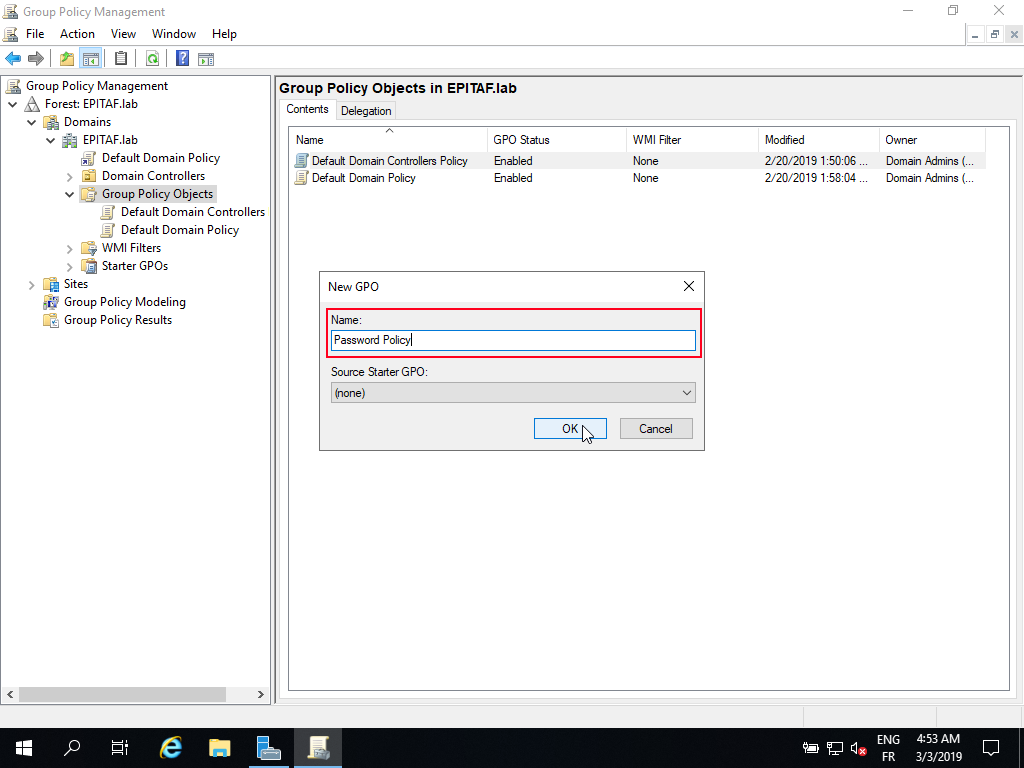 Group Policy Management
File Action View Window Help
Group Policy Management
Forest: EPITAF.lab
Domains
EPITAF.lab
Default Domain Policy
Domain Controllers
Group Policy Objects
Default Domain Controllers
Default Domain Policy
WMI Filters
Starter GPOs
Sites
Group Policy Modeling
Group Policy Results
Group Policy Objects in EPITAF.lab
Contents Delegation
Name GPO Status WMI Filter Modified Owner
Default Domain Controllers Policy Enabled None 2/20/2019 1:50:06 ... Domain Admins (...
Default Domain Policy Enabled None 2/20/2019 1:58:04 ... Domain Admins (...
New GPO
Name:
Password Policy
Source Starter GPO:
(none)
OK Cancel
ENG 4:53 AM
FR 3/3/2019